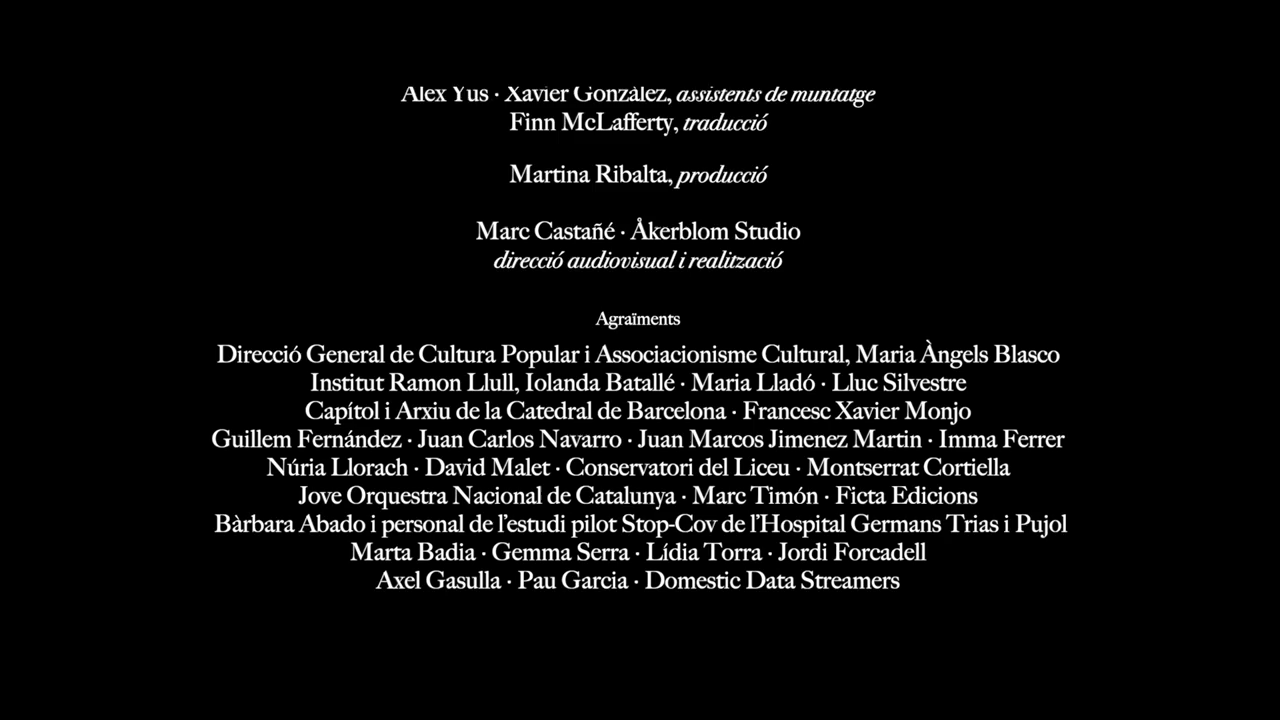 Alex Yus · Xavier González, assistents de muntatge
Finn McLafferty, traducció
Martina Ribalta, producció
Marc Castañé · Åkerblom Studio
direcció audiovisual i realització
Agraïments
Direcció General de Cultura Popular i Associacionisme Cultural, Maria Àngels Blasco
Institut Ramon Llull, Iolanda Batallé · Maria Lladó · Lluc Silvestre
Capítol i Arxiu de la Catedral de Barcelona · Francesc Xavier Monjo
Guillem Fernández · Juan Carlos Navarro · Juan Marcos Jimenez Martin · Imma Ferrer
Núria Llorach · David Malet · Conservatori del Liceu · Montserrat Cortiella
Jove Orquestra Nacional de Catalunya · Marc Timón · Ficta Edicions
Bàrbara Abado i personal de l'estudi pilot Stop-Cov de l'Hospital Germans Trias i Pujol
Marta Badia · Gemma Serra · Lídia Torra · Jordi Forcadell
Axel Gasulla · Pau Garcia · Domestic Data Streamers